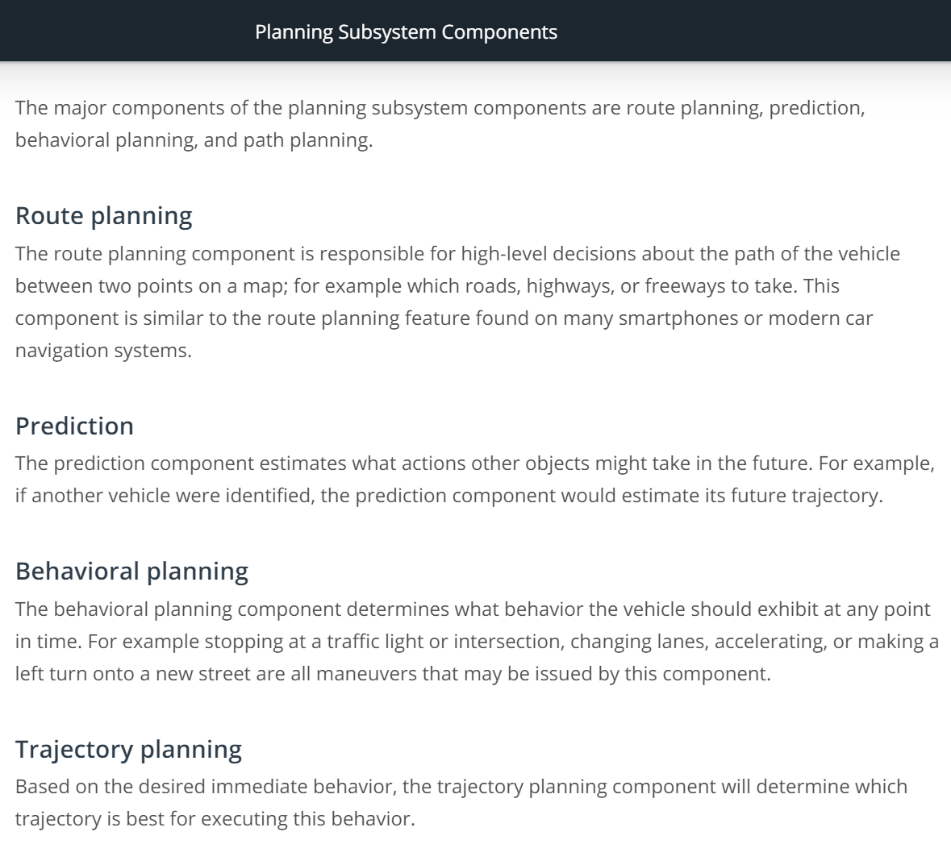 Planning Subsystem Components
The major components of the planning subsystem components are route planning, prediction,
behavioral planning, and path planning.
Route planning
The route planning component is responsible for high-level decisions about the path of the vehicle
between two points on a map; for example which roads, highways, or freeways to take. This
component is similar to the route planning feature found on many smartphones or modern car
navigation systems.
Prediction
The prediction component estimates what actions other objects might take in the future. For example,
if another vehicle were identified, the prediction component would estimate its future trajectory.
Behavioral planning
The behavioral planning component determines what behavior the vehicle should exhibit at any point
in time. For example stopping at a traffic light or intersection, changing lanes, accelerating, or making a
left turn onto a new street are all maneuvers that may be issued by this component.
Trajectory planning
Based on the desired immediate behavior, the trajectory planning component will determine which
trajectory is best for executing this behavior.